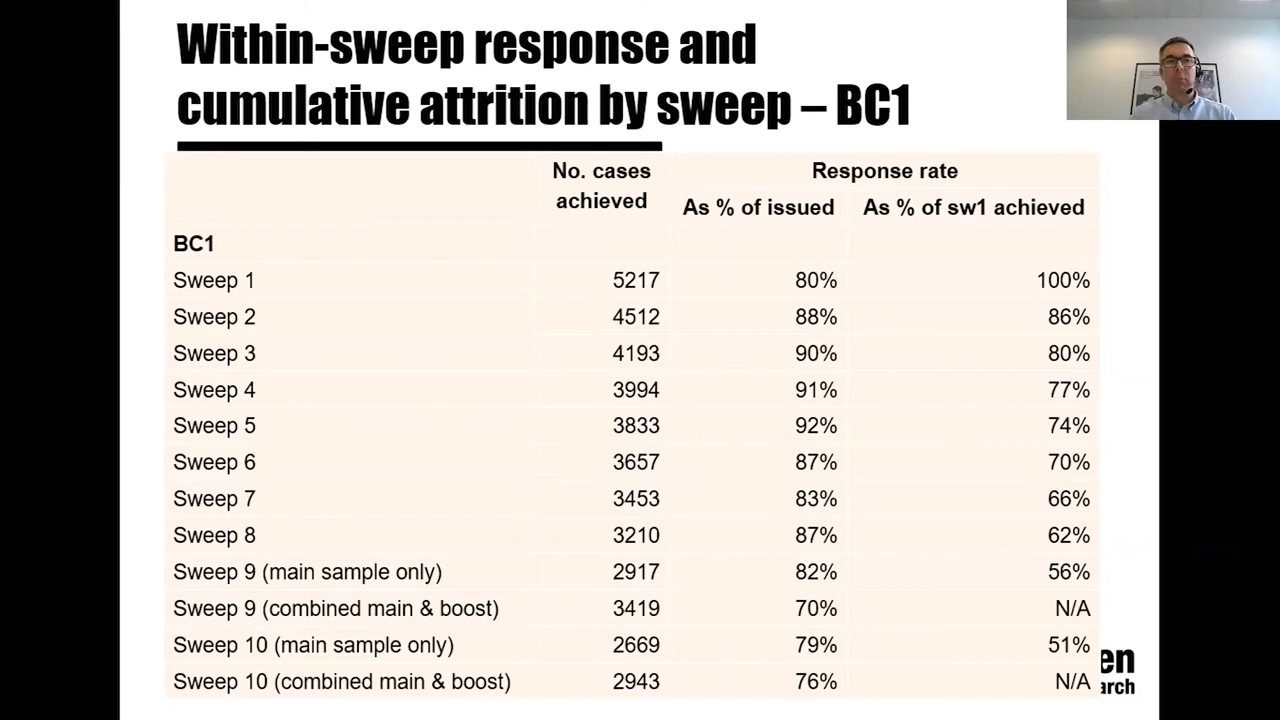 Within-sweep response and
cumulative attrition by sweep – BC1
No. cases achieved Response rate
As % of issued As % of sw1 achieved
BC1
Sweep 1 5217 80% 100%
Sweep 2 4512 88% 86%
Sweep 3 4193 90% 80%
Sweep 4 3994 91% 77%
Sweep 5 3833 92% 74%
Sweep 6 3657 87% 70%
Sweep 7 3453 83% 66%
Sweep 8 3210 87% 62%
Sweep 9 (main sample only) 2917 82% 56%
Sweep 9 (combined main & boost) 3419 70% N/A
Sweep 10 (main sample only) 2669 79% 51%
Sweep 10 (combined main & boost) 2943 76% N/A
en
arch